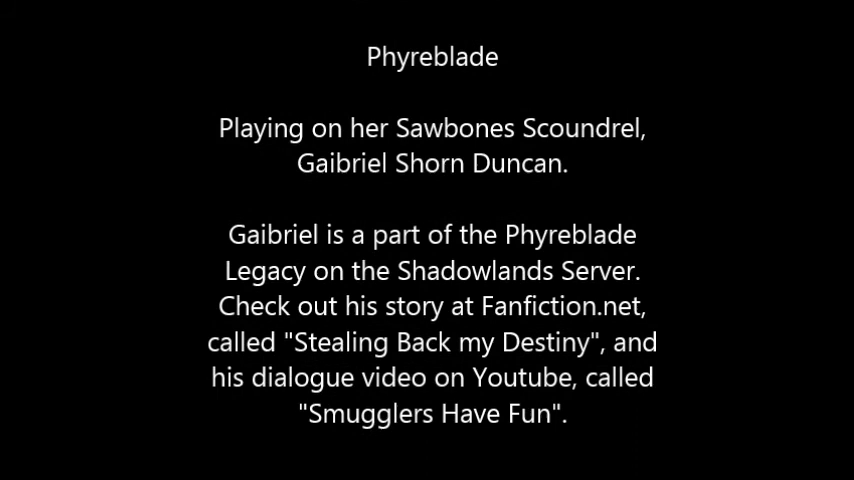 Phyreblade
Playing on her Sawbones Scoundrel,
Gaibriel Shorn Duncan.
Gaibriel is a part of the Phyreblade
Legacy on the Shadowlands Server.
Check out his story at Fanfiction.net,
called "Stealing Back my Destiny", and
his dialogue video on Youtube, called
"Smugglers Have Fun".